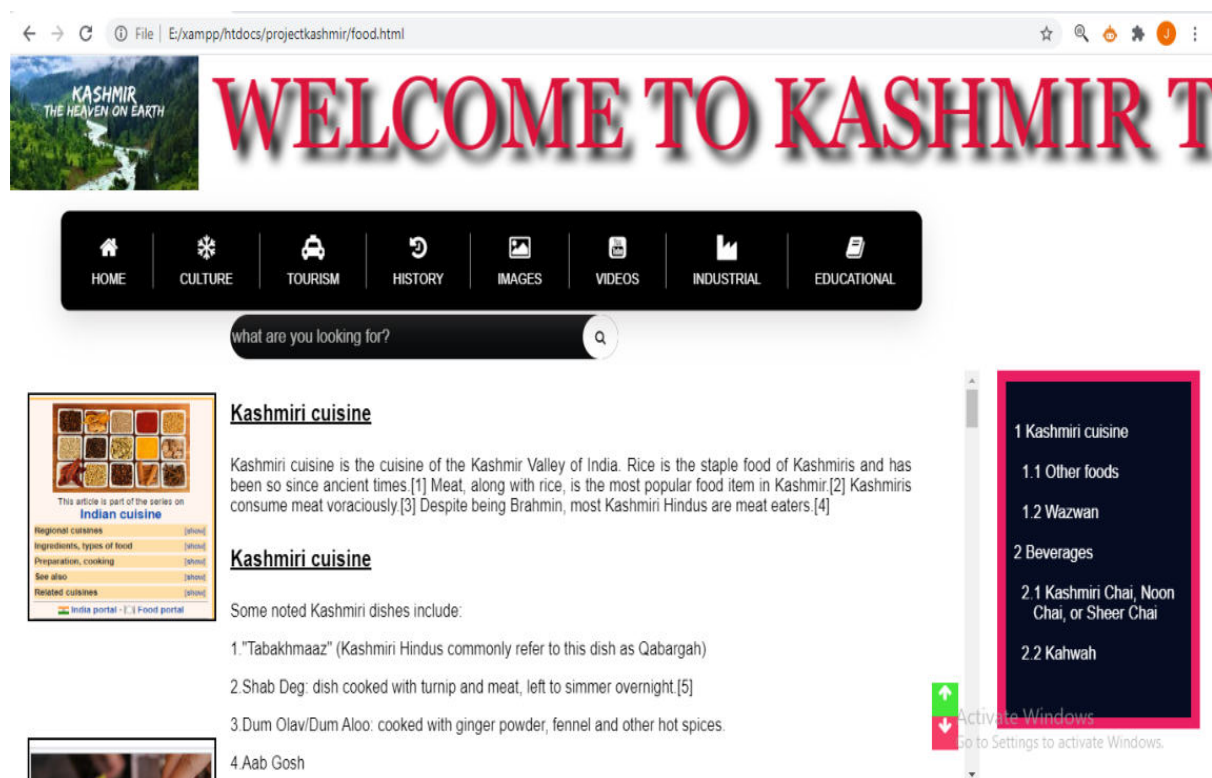 File | E:/xampp/htdocs/projectkashmir/food.html
J
KASHMIR
THE HEAVEN ON EARTH
WELCOME TO KASHMIR T
HOME CULTURE TOURISM HISTORY IMAGES VIDEOS INDUSTRIAL EDUCATIONAL
what are you looking for?
This article is part of the series on
Indian cuisine
Regional cuisines [show]
Ingredients, types of food [show]
Preparation, cooking [show]
See also [show]
Related cuisines [show]
India portal - Food portal
Kashmiri cuisine
Kashmiri cuisine is the cuisine of the Kashmir Valley of India. Rice is the staple food of Kashmiris and has
been so since ancient times.[1] Meat, along with rice, is the most popular food item in Kashmir.[2] Kashmiris
consume meat voraciously.[3] Despite being Brahmin, most Kashmiri Hindus are meat eaters.[4]
Kashmiri cuisine
Some noted Kashmiri dishes include:
1."Tabakhmaaz" (Kashmiri Hindus commonly refer to this dish as Qabargah)
2.Shab Deg: dish cooked with turnip and meat, left to simmer overnight.[5]
3.Dum Olav/Dum Aloo: cooked with ginger powder, fennel and other hot spices.
4.Aab Gosh
1 Kashmiri cuisine
1.1 Other foods
1.2 Wazwan
2 Beverages
2.1 Kashmiri Chai, Noon
Chai, or Sheer Chai
2.2 Kahwah
Activate Windows
Go to Settings to activate Windows.